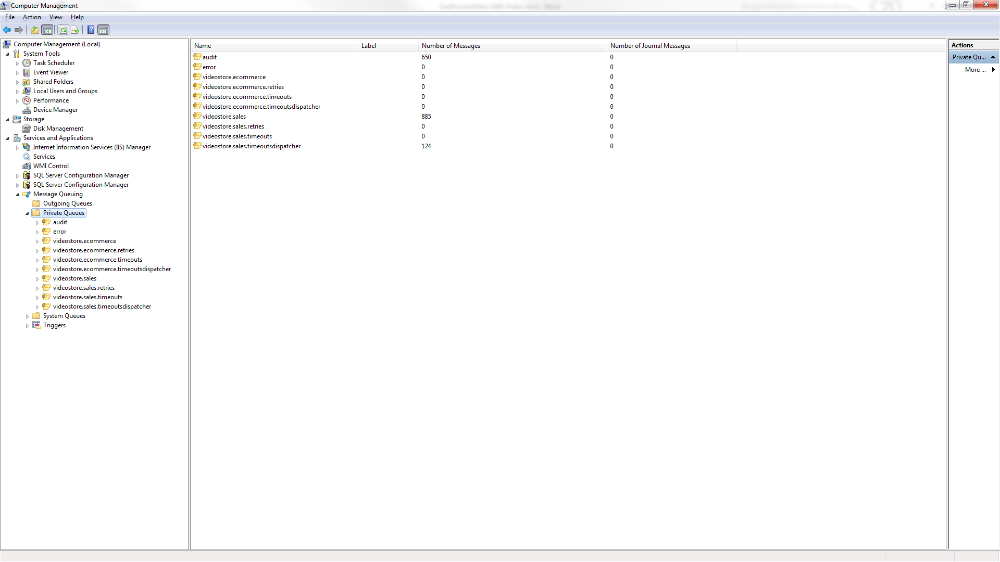 Computer Management
File Action View Help
Computer Management (Local)
System Tools
Task Scheduler
Event Viewer
Shared Folders
Local Users and Groups
Performance
Device Manager
Storage
Disk Management
Services and Applications
Internet Information Services (IIS) Manager
Services
WMI Control
SQL Server Configuration Manager
SQL Server Configuration Manager
Message Queuing
Outgoing Queues
Private Queues
audit
error
videostore.ecommerce
videostore.ecommerce.retries
videostore.ecommerce.timeouts
videostore.ecommerce.timeoutsdispatcher
videostore.sales
videostore.sales.retries
videostore.sales.timeouts
videostore.sales.timeoutsdispatcher
System Queues
Triggers
Name Label Number of Messages Number of Journal Messages
audit 650 0
error 0 0
videostore.ecommerce 0 0
videostore.ecommerce.retries 0 0
videostore.ecommerce.timeouts 0 0
videostore.ecommerce.timeoutsdispatcher 0 0
videostore.sales 885 0
videostore.sales.retries 0 0
videostore.sales.timeouts 0 0
videostore.sales.timeoutsdispatcher 124 0
Actions
Private Qu...
More ...